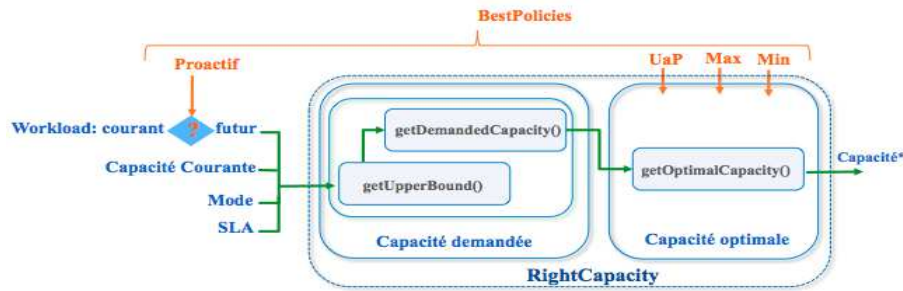 BestPolicies
Proactif
UaP Max Min
Workload: courant ? futur
getDemandedCapacity()
Capacité Courante
getOptimalCapacity()
Capacité*
getUpperBound()
Mode
SLA
Capacité demandée
Capacité optimale
RightCapacity